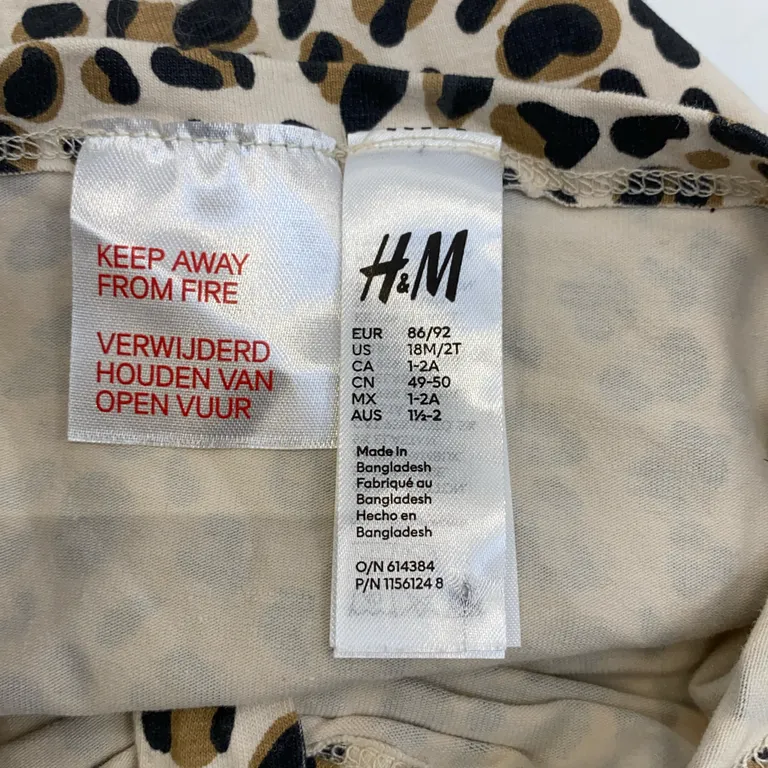 KEEP AWAY
FROM FIRE
VERWIJDERD
HOUDEN VAN
OPEN VUUR
H&M
EUR 86/92
US 18M/2T
CA 1-2A
CN 49-50
MX 1-2A
AUS 1½-2
Made in
Bangladesh
Fabriqué au
Bangladesh
Hecho en
Bangladesh
O/N 614384
P/N 1156124 8